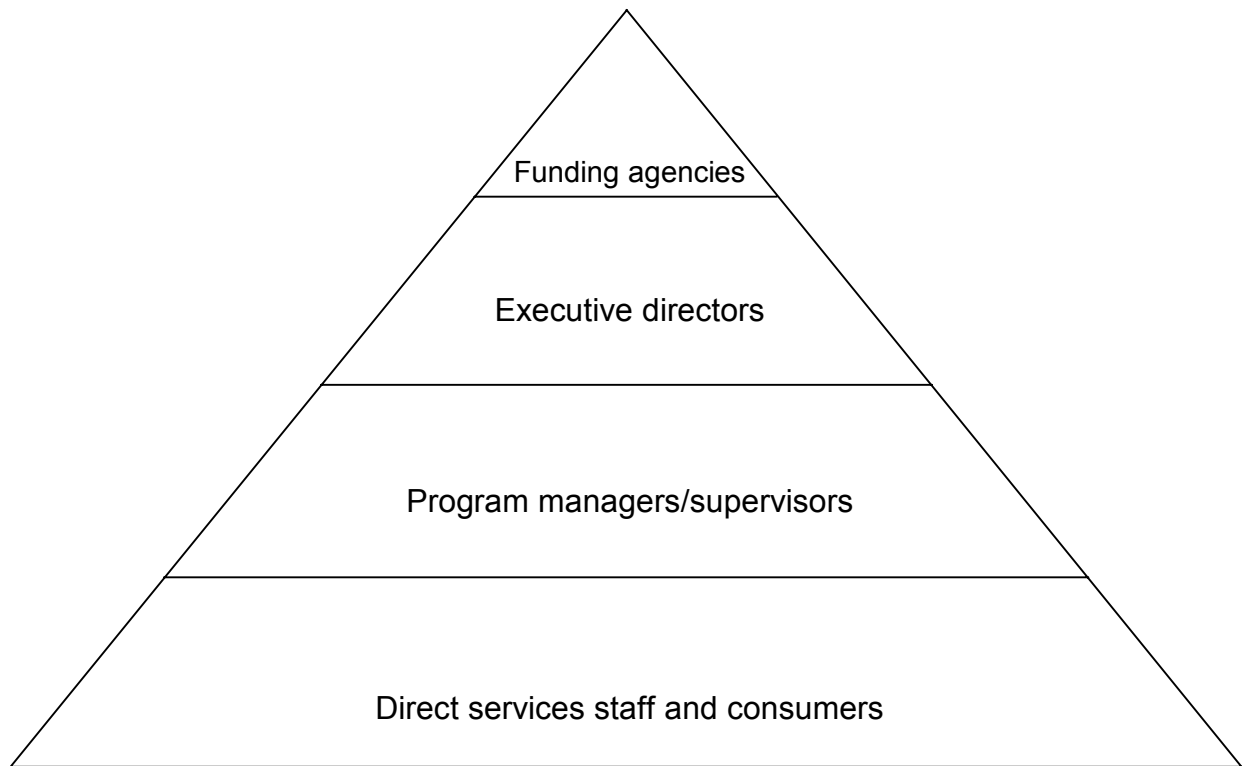 Funding agencies
Executive directors
Program managers/supervisors
Direct services staff and consumers